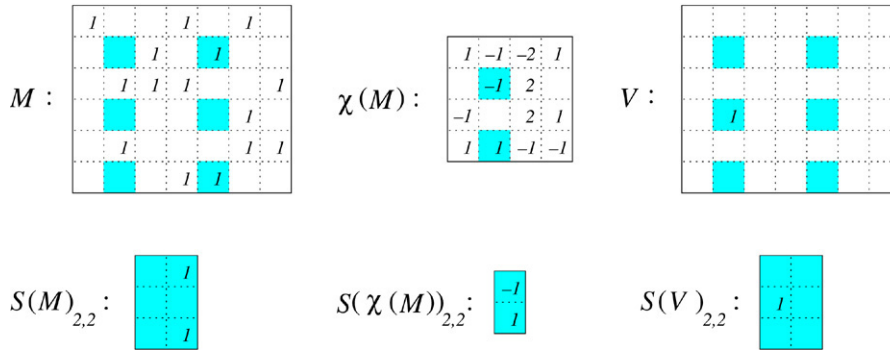 M :
1 1 1
1 1
1 1 1 1
1
1 1 1
1 1
χ(M) :
1 −1 −2 1
−1 2
−1 2 1
1 1 −1 −1
V :
1
S(M)2,2 :
1
1
S(χ(M))2,2 :
−1
1
S(V)2,2 :
1